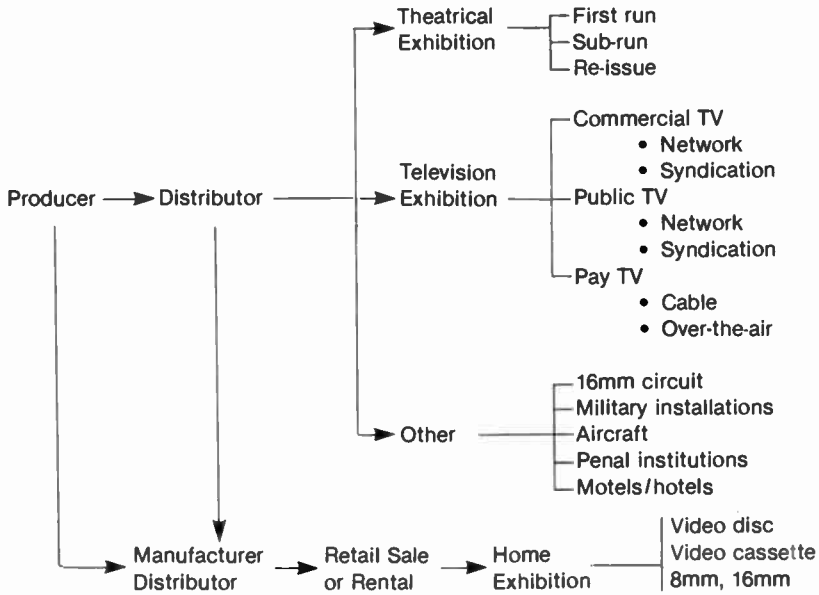 Theatrical
Exhibition
First run
Sub-run
Re-issue
Commercial TV
• Network
• Syndication
Television
Exhibition
Producer
Distributor
Public TV
• Network
• Syndication
Pay TV
• Cable
• Over-the-air
Other
16mm circuit
Military installations
Aircraft
Penal institutions
Motels/hotels
Manufacturer
Distributor
Retail Sale
or Rental
Home
Exhibition
Video disc
Video cassette
8mm, 16mm